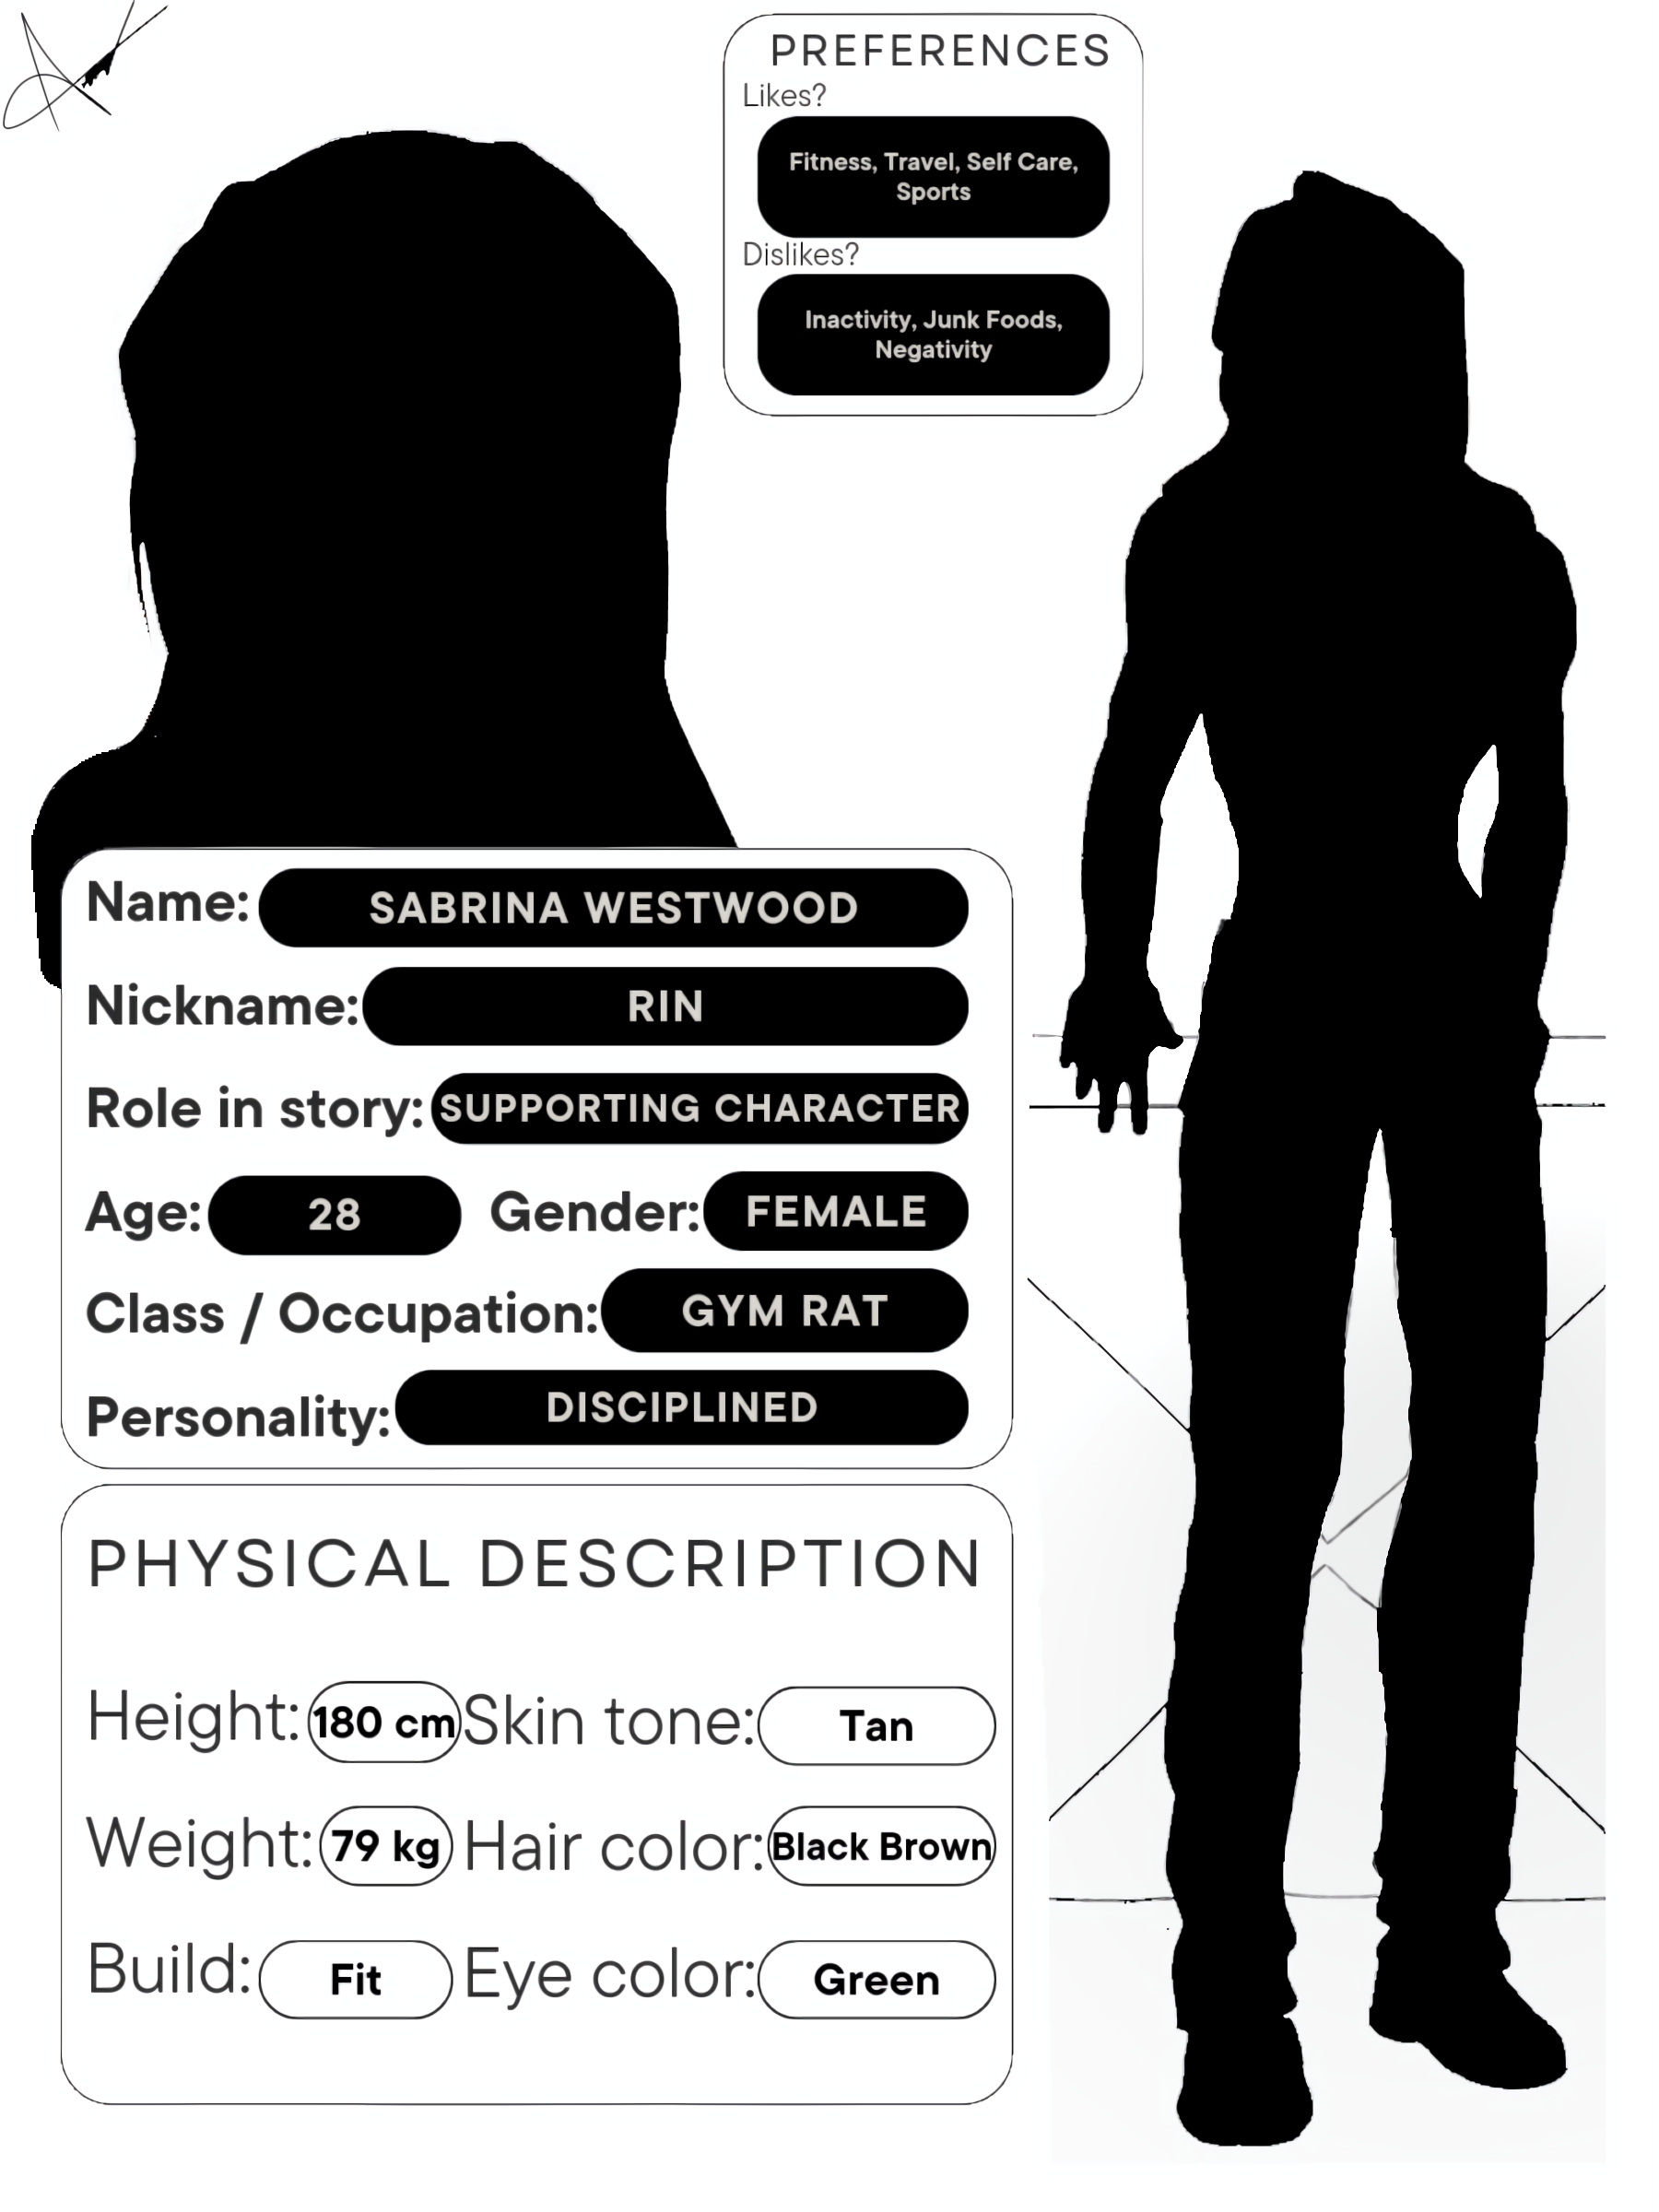 PREFERENCES
Likes?
Fitness, Travel, Self Care,
Sports
Dislikes?
Inactivity, Junk Foods,
Negativity
Name: SABRINA WESTWOOD
Nickname: RIN
Role in story: SUPPORTING CHARACTER
Age: 28 Gender: FEMALE
Class / Occupation: GYM RAT
Personality: DISCIPLINED
PHYSICAL DESCRIPTION
Height: 180 cm Skin tone: Tan
Weight: 79 kg Hair color: Black Brown
Build: Fit Eye color: Green